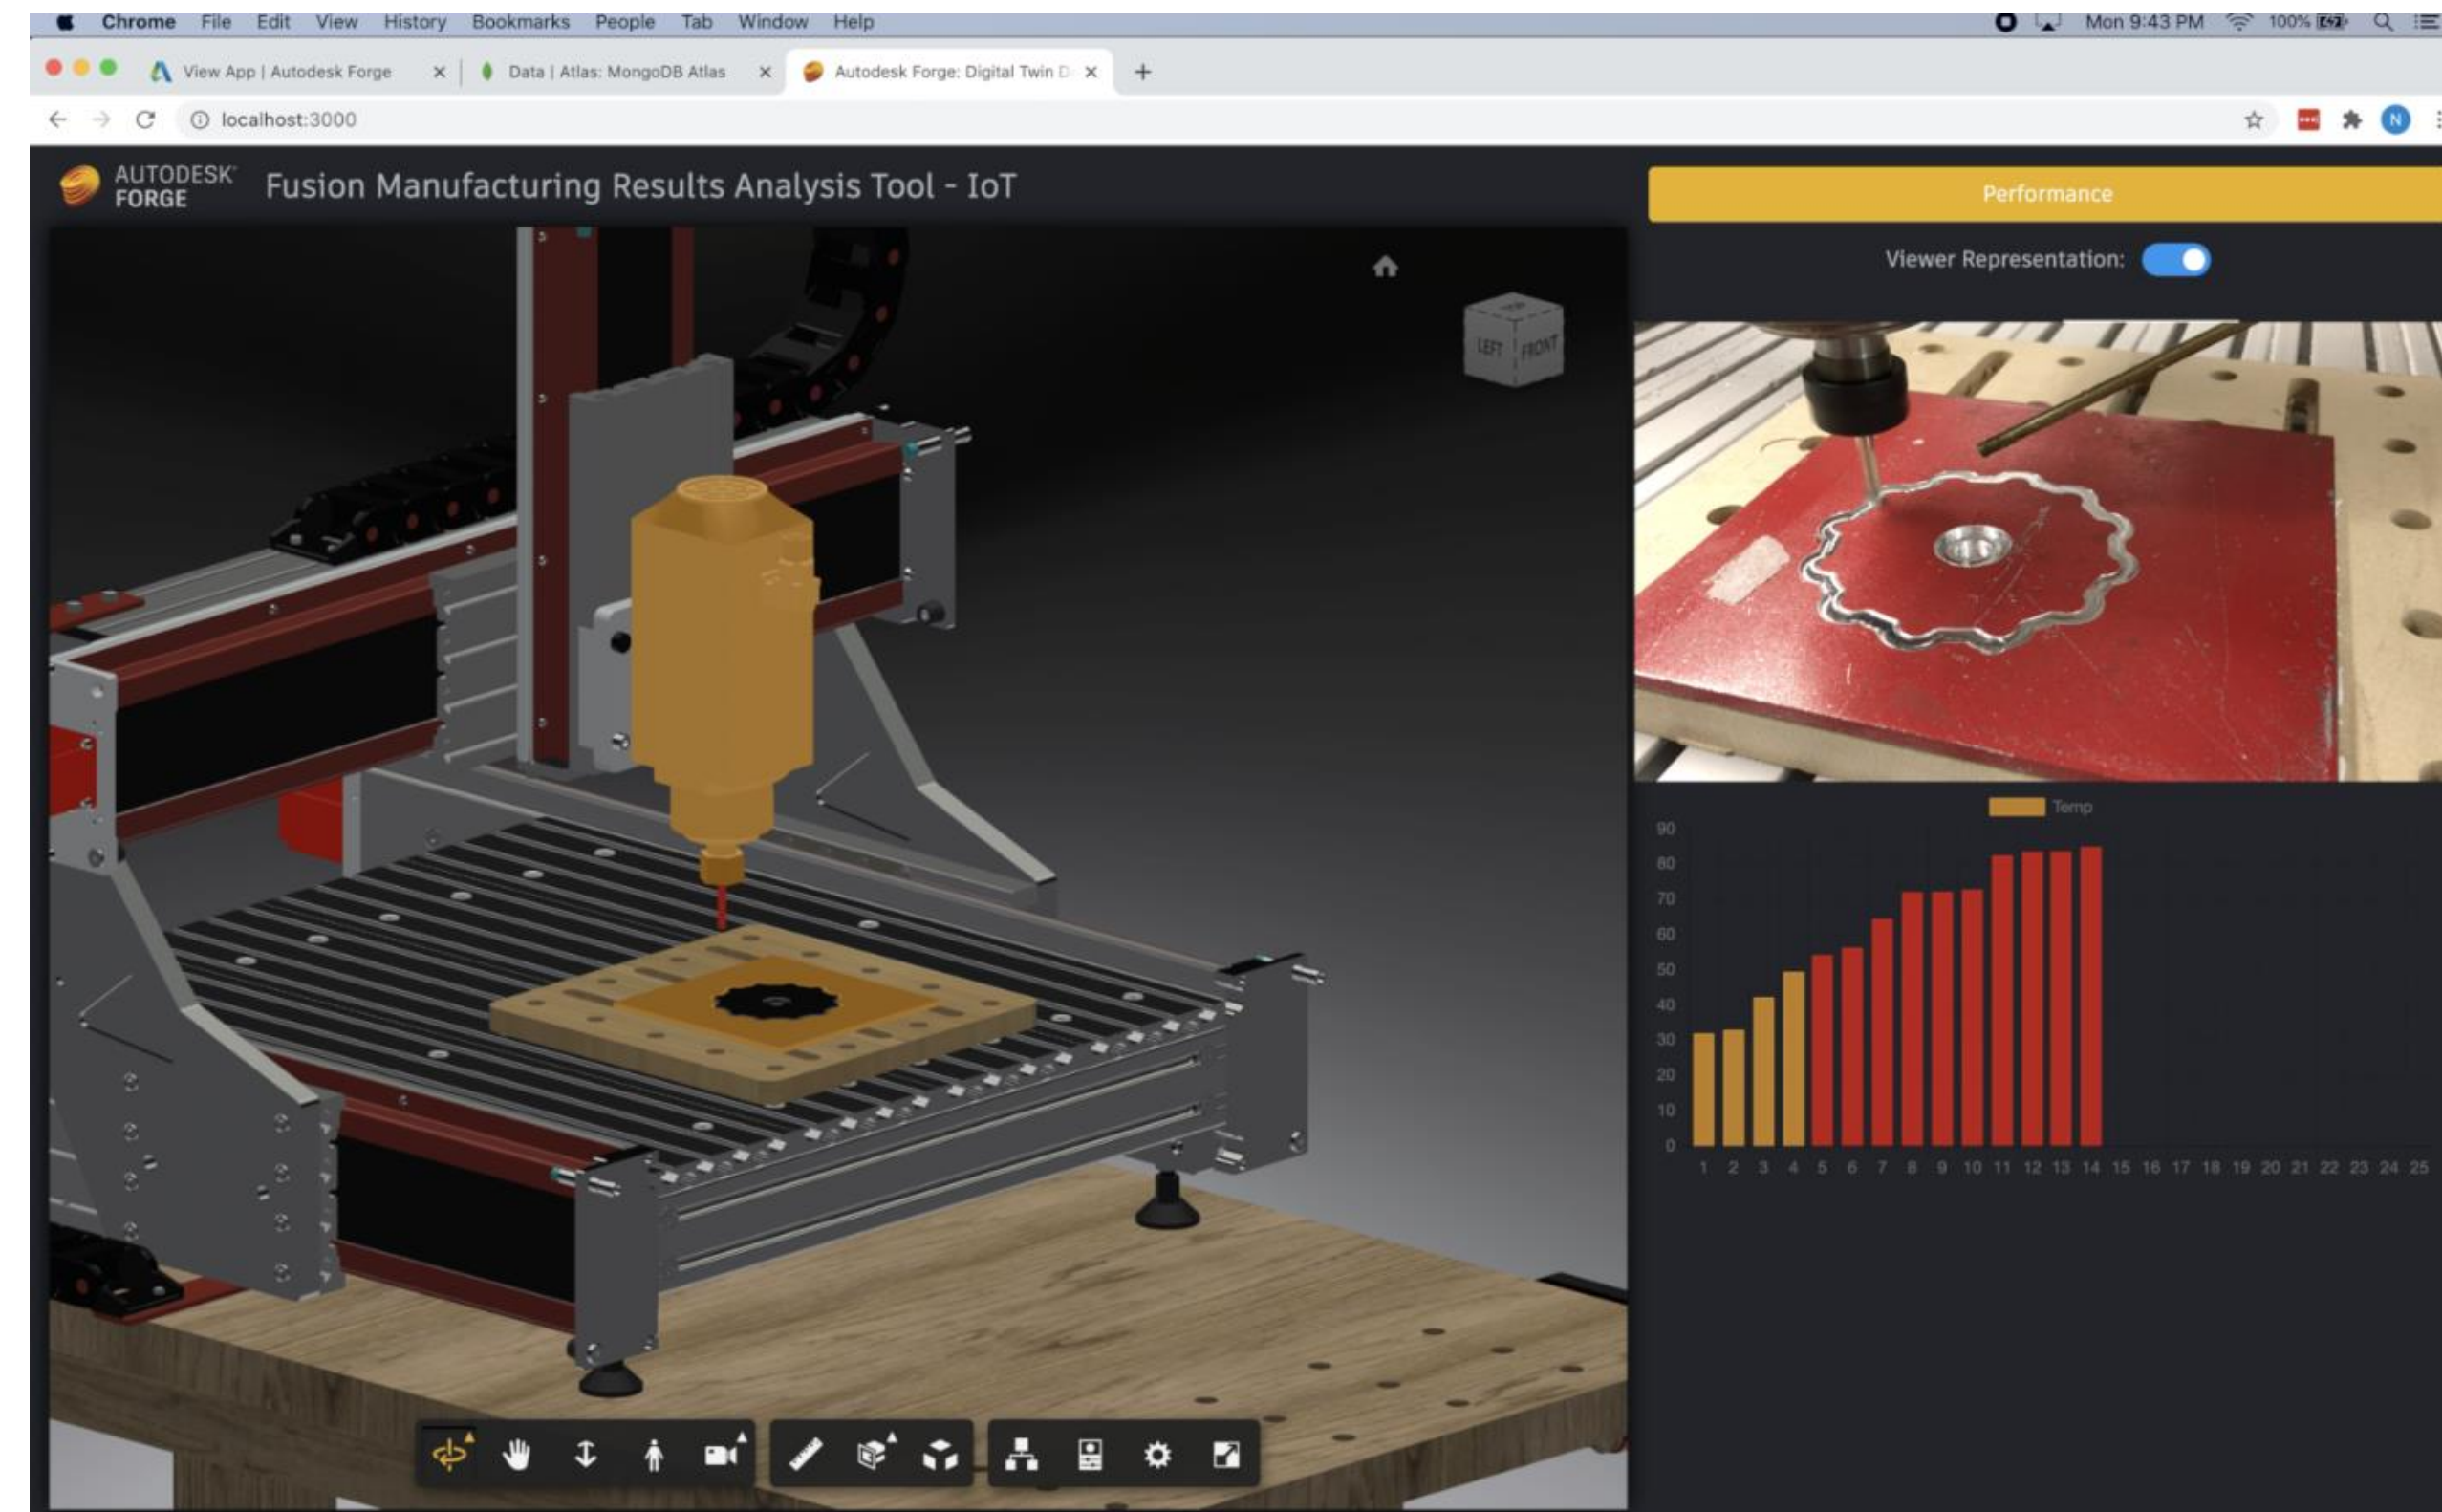 Chrome File Edit View History Bookmarks People Tab Window Help Mon 9:43 PM 100%
View App | Autodesk Forge Data | Atlas: MongoDB Atlas Autodesk Forge: Digital Twin D
localhost:3000 N
AUTODESK
FORGE
Fusion Manufacturing Results Analysis Tool - IoT
Performance
Viewer Representation:
TOP
LEFT FRONT
Temp
90
80
70
60
50
40
30
20
10
0
1 2 3 4 5 6 7 8 9 10 11 12 13 14 15 16 17 18 19 20 21 22 23 24 25